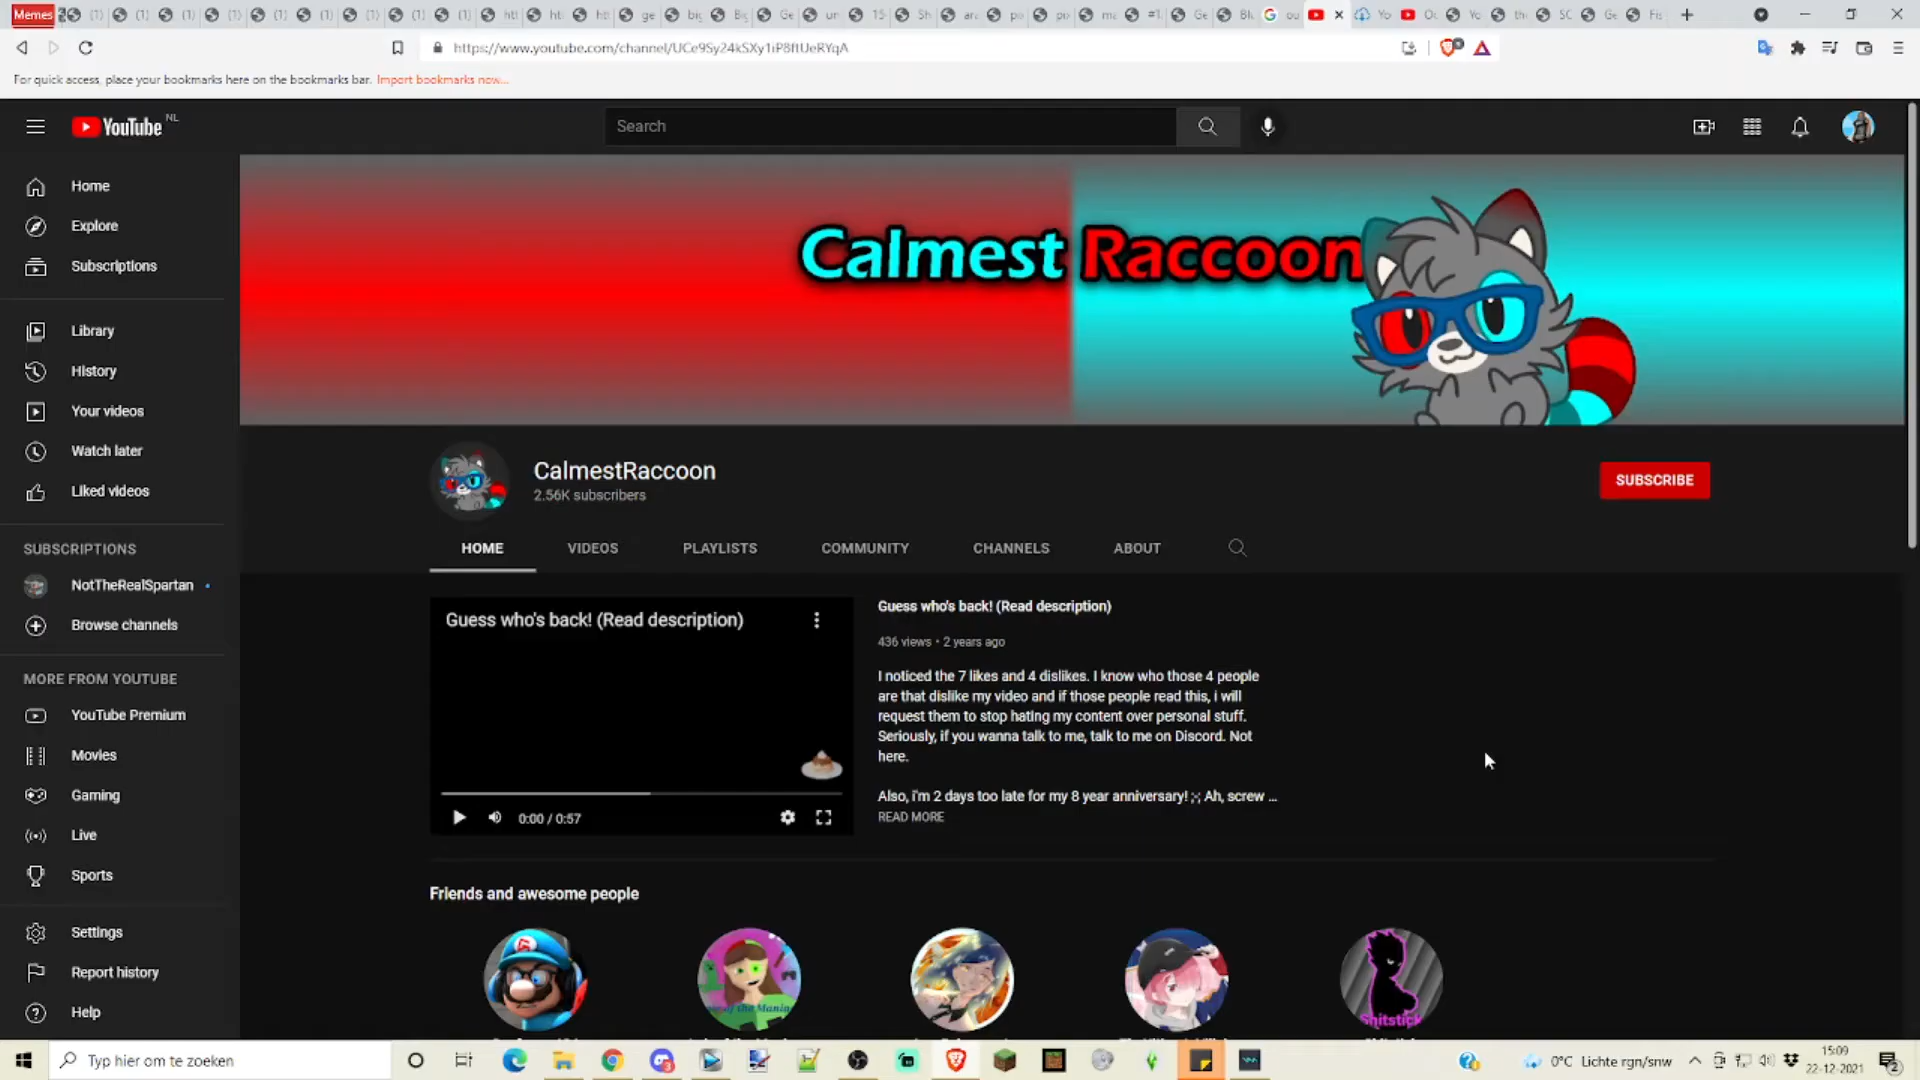 Memes
https://www.youtube.com/channel/UCe9Sy24kSXy1iP8ftUeRYqA
For quick access, place your bookmarks here on the bookmarks bar. Import bookmarks now...
YouTube NL
Search
Home
Explore
Subscriptions
Library
History
Your videos
Watch later
Liked videos
SUBSCRIPTIONS
NotTheRealSpartan
Browse channels
MORE FROM YOUTUBE
YouTube Premium
Movies
Gaming
Live
Sports
Settings
Report history
Help
Calmest Raccoon
CalmestRaccoon
2.56K subscribers
SUBSCRIBE
HOME VIDEOS PLAYLISTS COMMUNITY CHANNELS ABOUT
Guess who's back! (Read description)
0:00 / 0:57
Guess who's back! (Read description)
436 views • 2 years ago
I noticed the 7 likes and 4 dislikes. I know who those 4 people
are that dislike my video and if those people read this, i will
request them to stop hating my content over personal stuff.
Seriously, if you wanna talk to me, talk to me on Discord. Not
here.
Also, i'm 2 days too late for my 8 year anniversary! ;-; Ah, screw ...
READ MORE
Friends and awesome people
of the Mania
Shitstick
Typ hier om te zoeken
0°C Lichte rgn/snw
15:09
22-12-2021
2